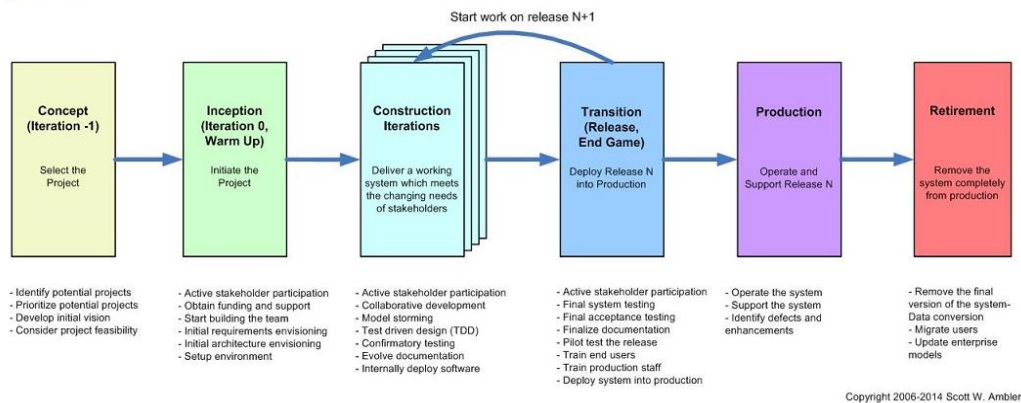 Start work on release N+1
Concept
(Iteration -1)
Select the
Project
Inception
(Iteration 0,
Warm Up)
Initiate the
Project
Construction
Iterations
Deliver a working
system which meets
the changing needs
of stakeholders
Transition
(Release,
End Game)
Deploy Release N
into Production
Production
Operate and
Support Release N
Retirement
Remove the
system completely
from production
- Identify potential projects
- Prioritize potential projects
- Develop initial vision
- Consider project feasibility
- Active stakeholder participation
- Obtain funding and support
- Start building the team
- Initial requirements envisioning
- Initial architecture envisioning
- Setup environment
- Active stakeholder participation
- Collaborative development
- Model storming
- Test driven design (TDD)
- Confirmatory testing
- Evolve documentation
- Internally deploy software
- Active stakeholder participation
- Final system testing
- Final acceptance testing
- Finalize documentation
- Pilot test the release
- Train end users
- Train production staff
- Deploy system into production
- Operate the system
- Support the system
- Identify defects and
enhancements
- Remove the final
version of the system-
Data conversion
- Migrate users
- Update enterprise
models
Copyright 2006-2014 Scott W. Ambler